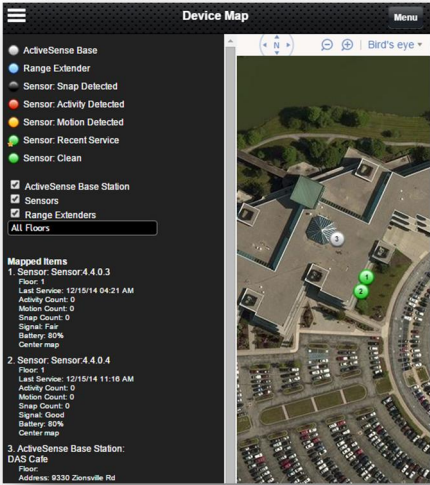 Device Map
Menu
N
Bird's eye
ActiveSense Base
Range Extender
Sensor: Snap Detected
Sensor: Activity Detected
Sensor: Motion Detected
Sensor: Recent Service
Sensor: Clean
ActiveSense Base Station
Sensors
Range Extenders
All Floors
Mapped Items
1. Sensor: Sensor:4.4.0.3
Floor: 1
Last Service: 12/15/14 04:21 AM
Activity Count: 0
Motion Count: 0
Snap Count: 0
Signal: Fair
Battery: 80%
Center map
2. Sensor: Sensor:4.4.0.4
Floor: 1
Last Service: 12/15/14 11:16 AM
Activity Count: 0
Motion Count: 0
Snap Count: 0
Signal: Good
Battery: 80%
Center map
3. ActiveSense Base Station:
DAS Cafe
Floor:
Address: 9330 Zionsville Rd
3
1
2